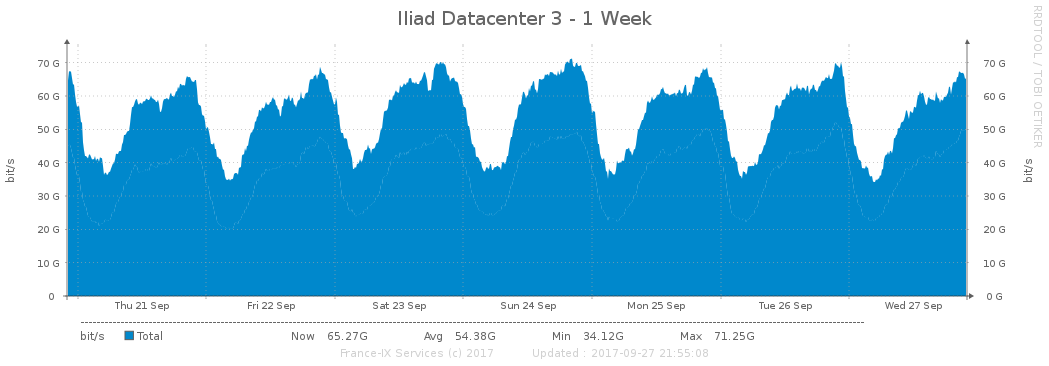 Iliad Datacenter 3 - 1 Week
RRDTOOL / TOBI OETIKER
bit/s
70 G
60 G
50 G
40 G
30 G
20 G
10 G
0
70 G
60 G
50 G
40 G
30 G
20 G
10 G
0 G
bit/s
Thu 21 Sep Fri 22 Sep Sat 23 Sep Sun 24 Sep Mon 25 Sep Tue 26 Sep Wed 27 Sep
bit/s Total Now 65.27G Avg 54.38G Min 34.12G Max 71.25G
France-IX Services (c) 2017 Updated : 2017-09-27 21:55:08